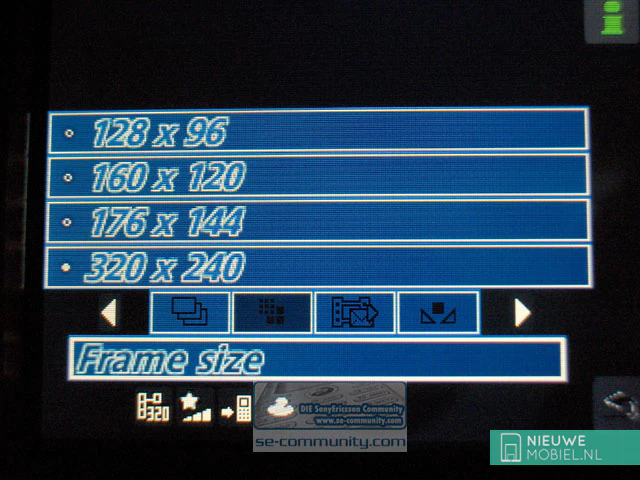 128 x 96
160 x 120
176 x 144
320 x 240
Frame size
320
DIE SonyEricsson Community
www.se-community.com
se-community.com
NIEUWE
MOBIEL.NL